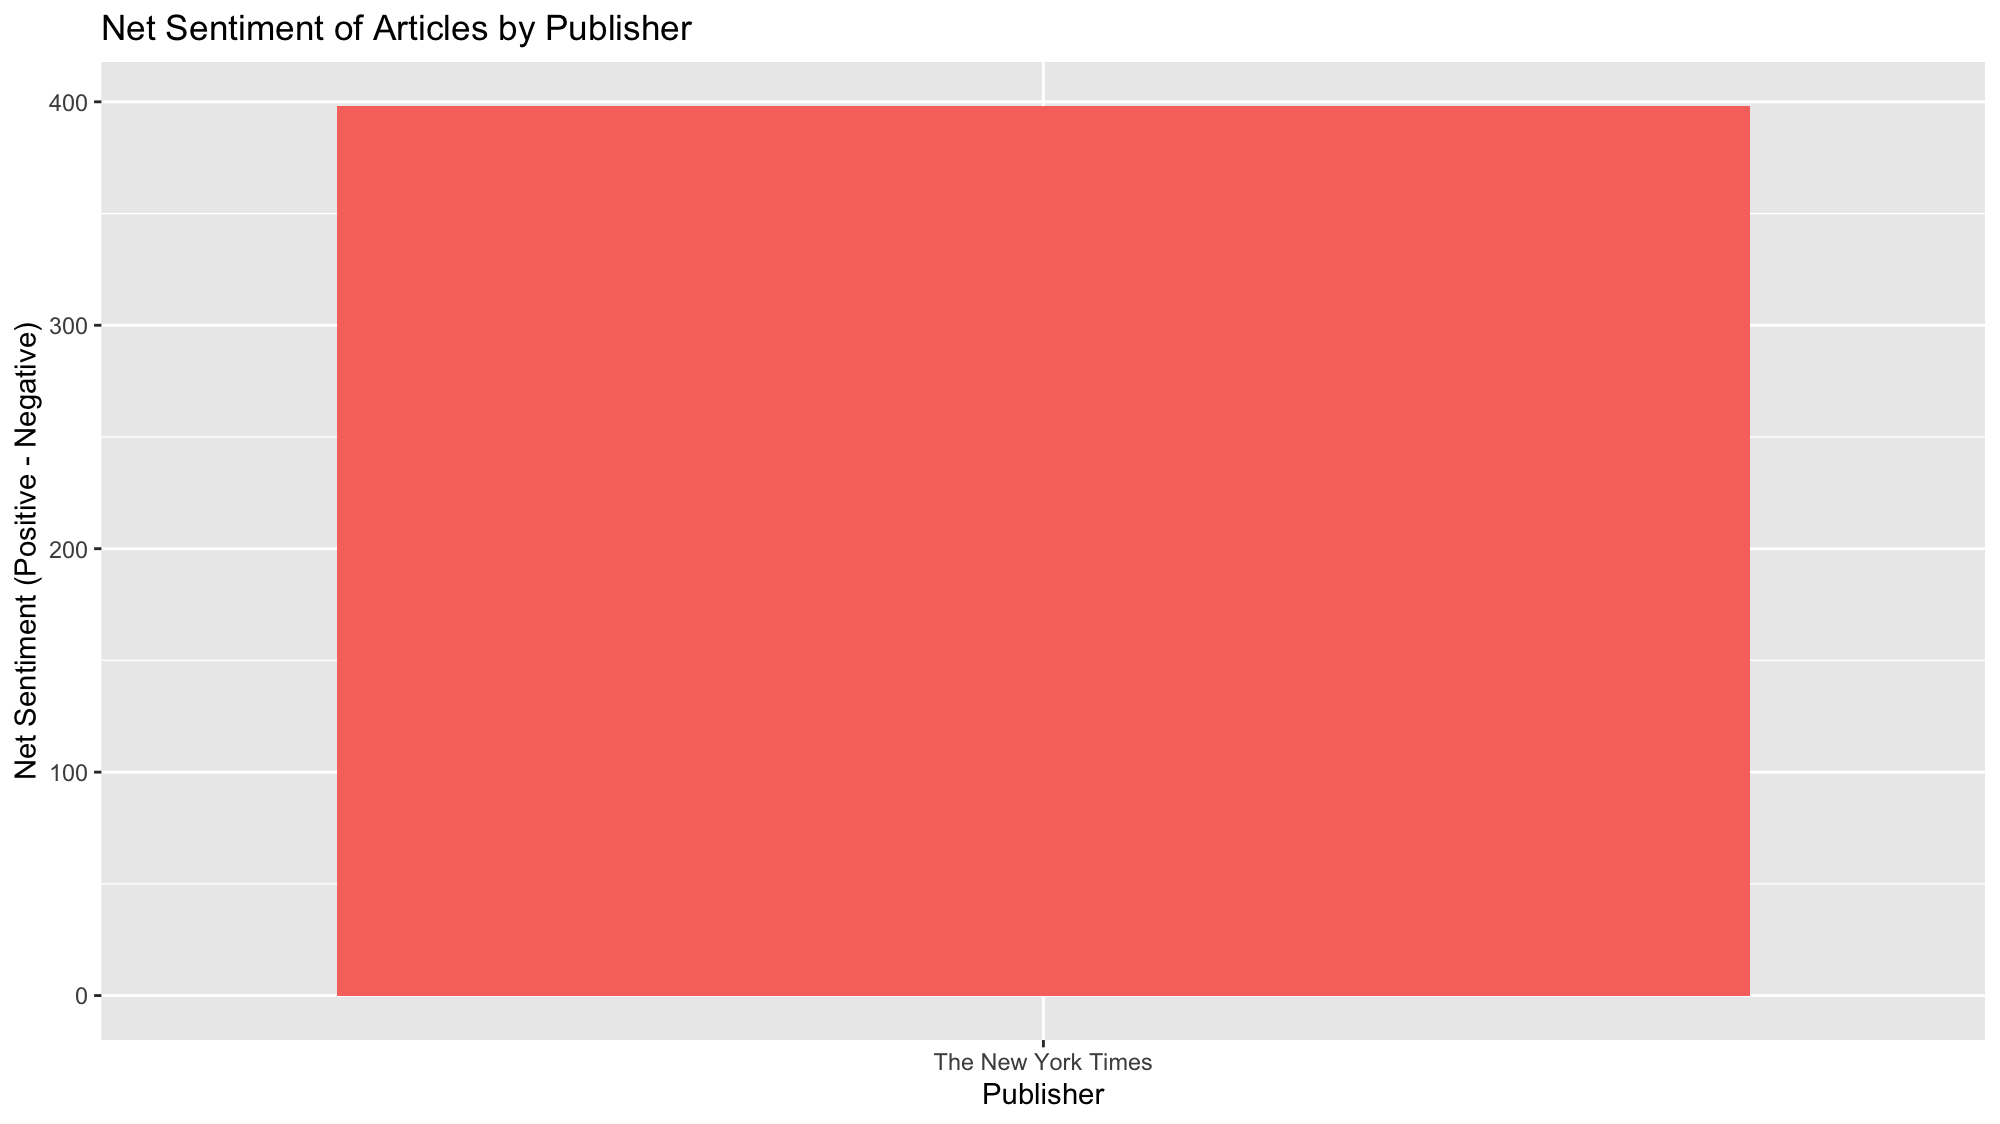 Net Sentiment of Articles by Publisher
Net Sentiment (Positive - Negative)
400
300
200
100
0
The New York Times
Publisher